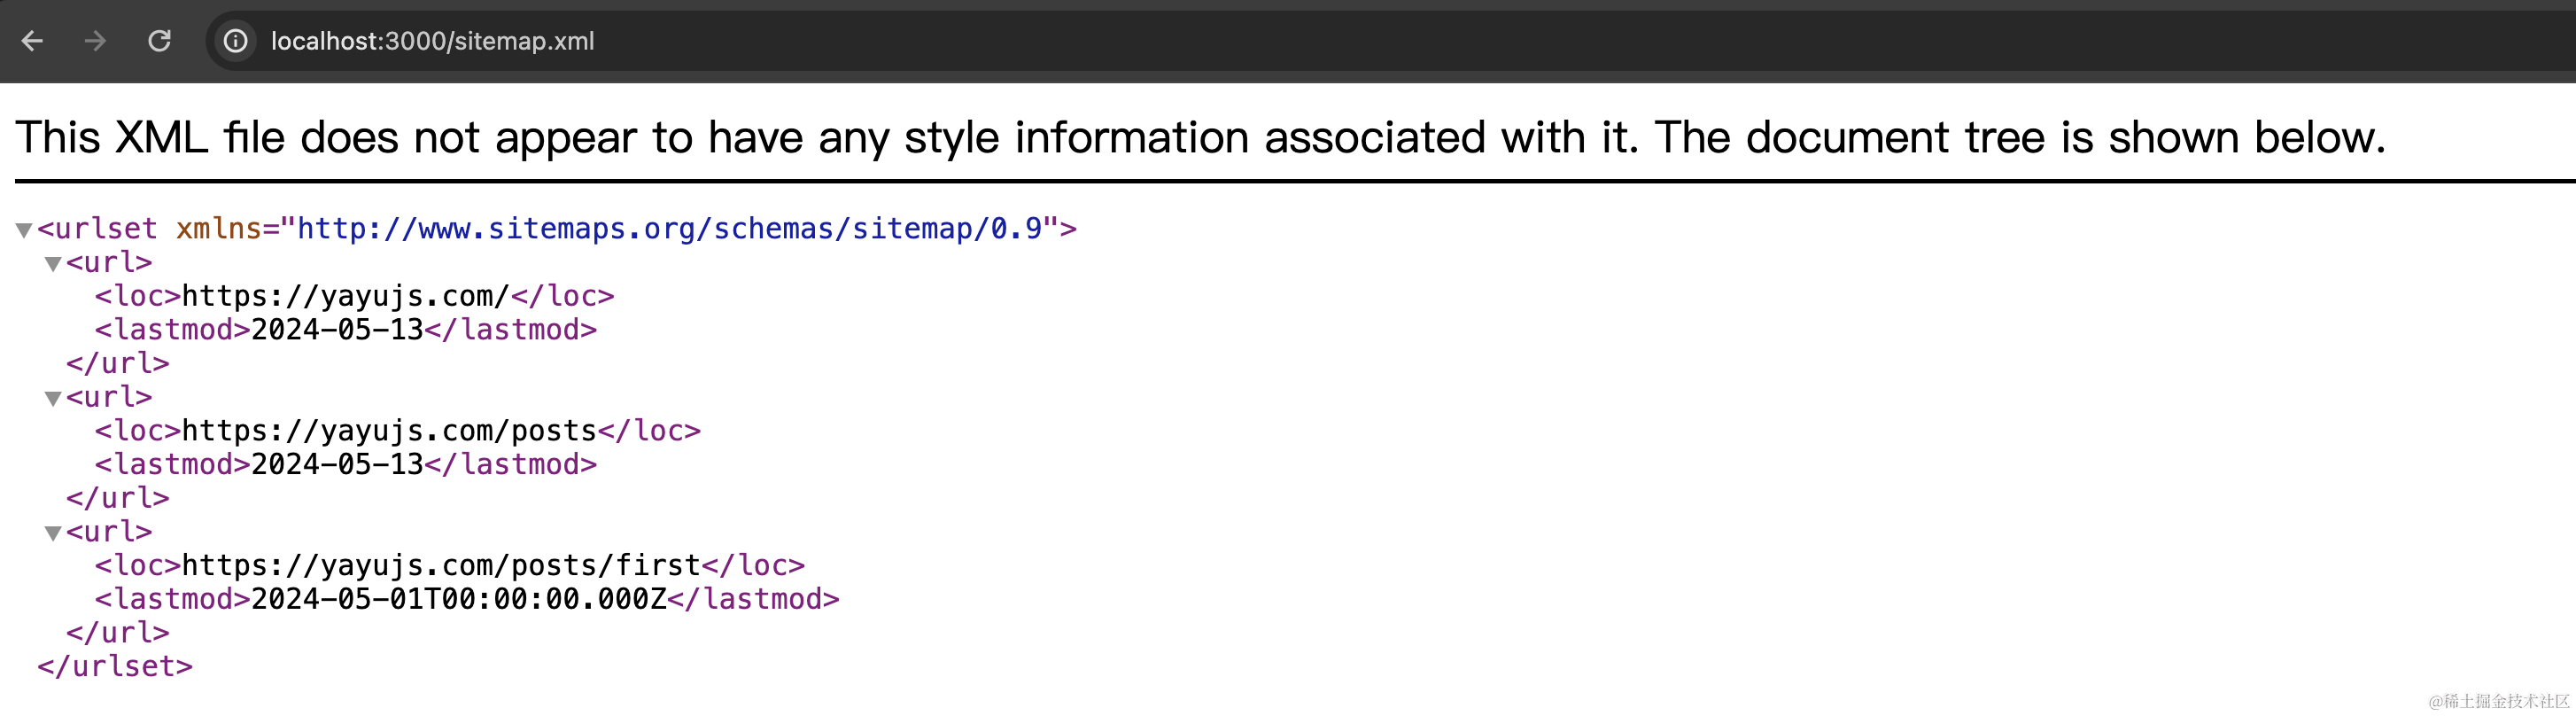 localhost:3000/sitemap.xml
This XML file does not appear to have any style information associated with it. The document tree is shown below.
<urlset xmlns="http://www.sitemaps.org/schemas/sitemap/0.9">
<url>
<loc>https://yayujs.com/</loc>
<lastmod>2024-05-13</lastmod>
</url>
<url>
<loc>https://yayujs.com/posts</loc>
<lastmod>2024-05-13</lastmod>
</url>
<url>
<loc>https://yayujs.com/posts/first</loc>
<lastmod>2024-05-01T00:00:00.000Z</lastmod>
</url>
</urlset>
@稀土掘金技术社区